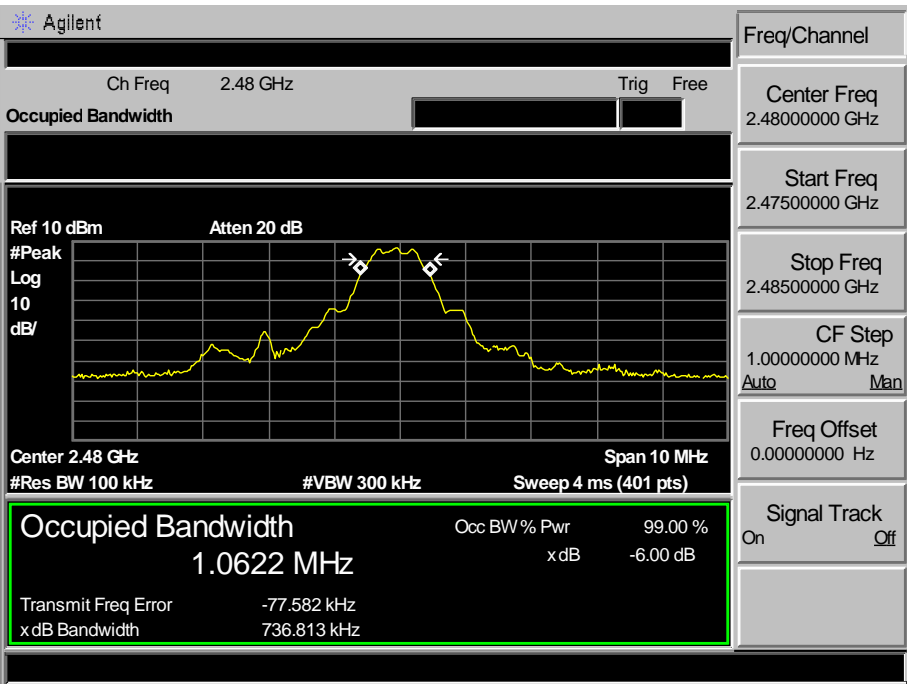 Agilent
Freq/Channel
Ch Freq 2.48 GHz Trig Free
Occupied Bandwidth
Center Freq
2.48000000 GHz
Start Freq
2.47500000 GHz
Stop Freq
2.48500000 GHz
CF Step
1.00000000 MHz
Auto Man
Freq Offset
0.00000000 Hz
Signal Track
On Off
Ref 10 dBm Atten 20 dB
#Peak
Log
10
dB/
Center 2.48 GHz Span 10 MHz
#Res BW 100 kHz #VBW 300 kHz Sweep 4 ms (401 pts)
Occupied Bandwidth
1.0622 MHz
Occ BW % Pwr 99.00 %
x dB -6.00 dB
Transmit Freq Error -77.582 kHz
x dB Bandwidth 736.813 kHz